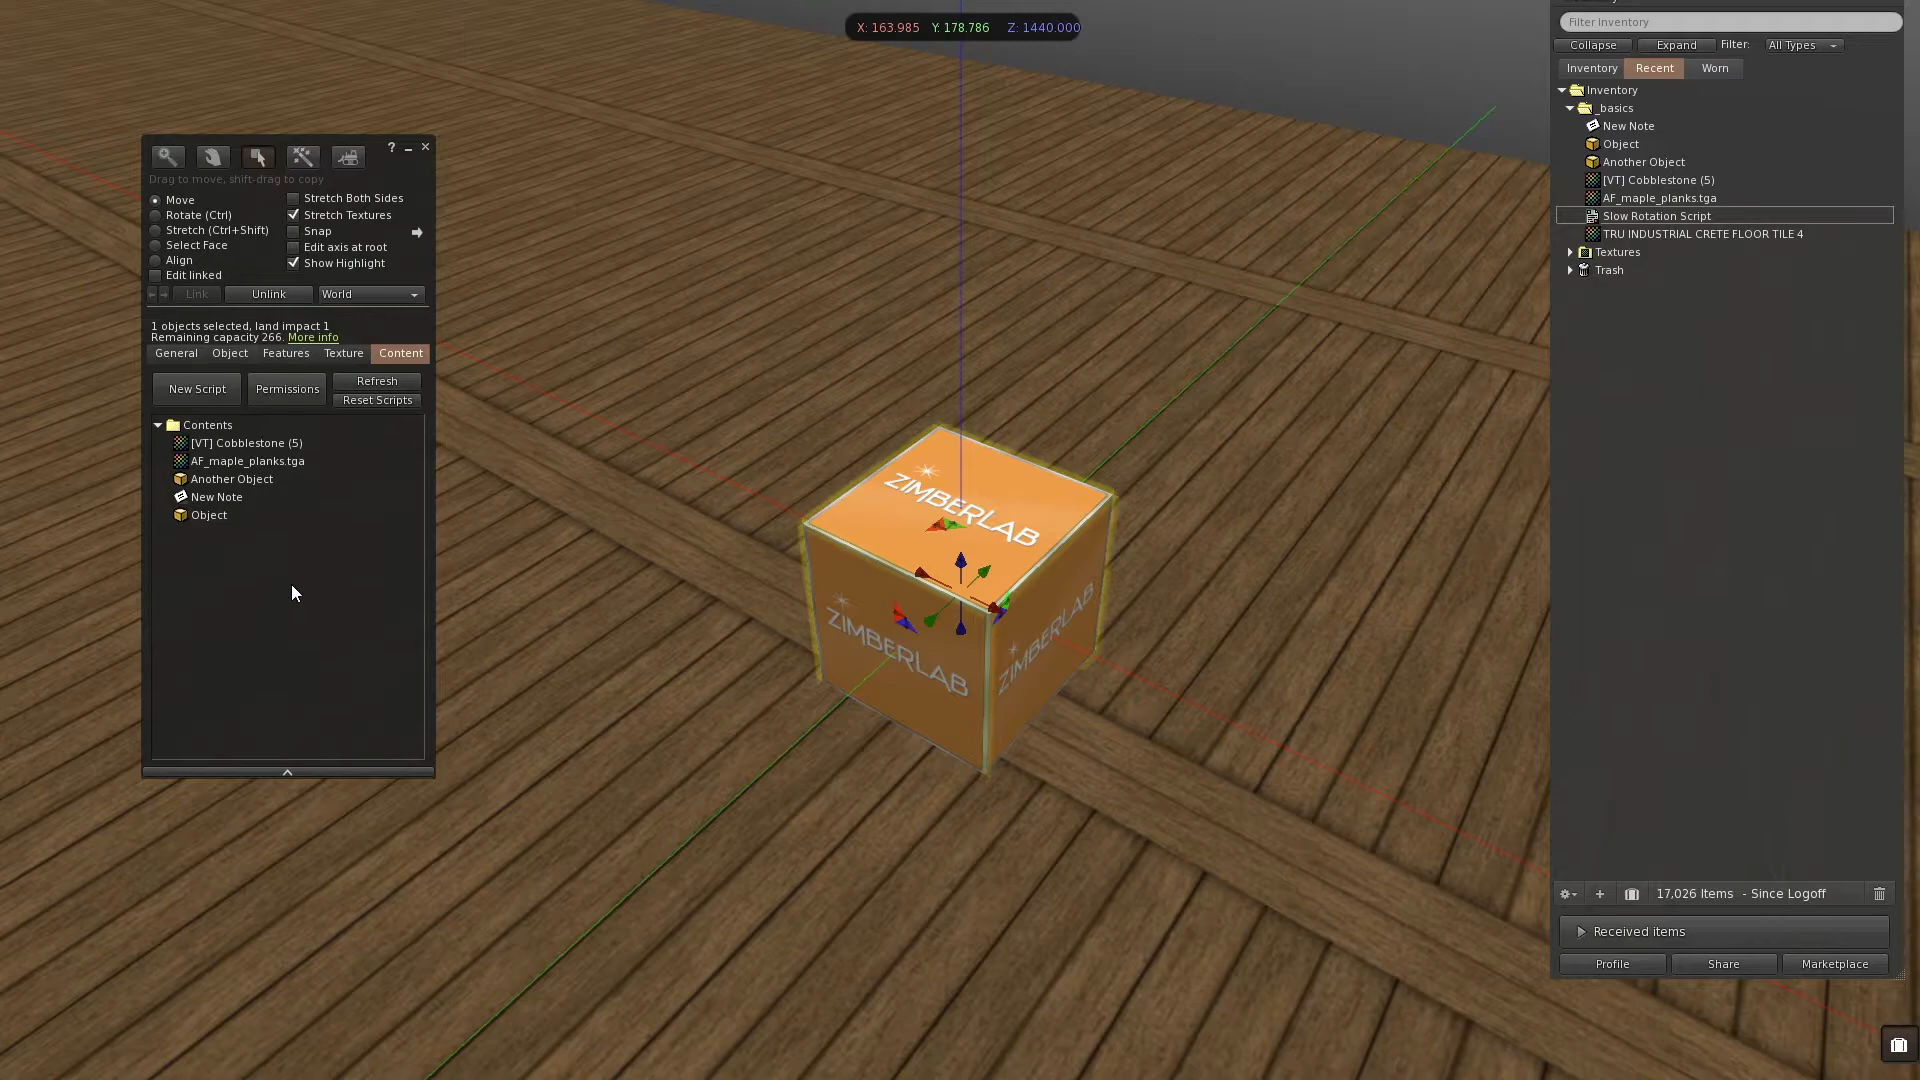 X: 163.985 Y: 178.786 Z: 1440.000
?
Drag to move, shift-drag to copy
Move
Rotate (Ctrl)
Stretch (Ctrl+Shift)
Select Face
Align
Edit linked
Stretch Both Sides
Stretch Textures
Snap
Edit axis at root
Show Highlight
Link Unlink World
1 objects selected, land impact 1
Remaining capacity 266. More info
General Object Features Texture Content
New Script Permissions Refresh
Reset Scripts
Contents
[VT] Cobblestone (5)
AF_maple_planks.tga
Another Object
New Note
Object
ZIMBERLAB
ZIMBERLAB
ZIMBERLAB
Filter Inventory
Collapse Expand Filter: All Types
Inventory Recent Worn
Inventory
_basics
New Note
Object
Another Object
[VT] Cobblestone (5)
AF_maple_planks.tga
Slow Rotation Script
TRU INDUSTRIAL CRETE FLOOR TILE 4
Textures
Trash
17,026 Items - Since Logoff
Received items
Profile Share Marketplace